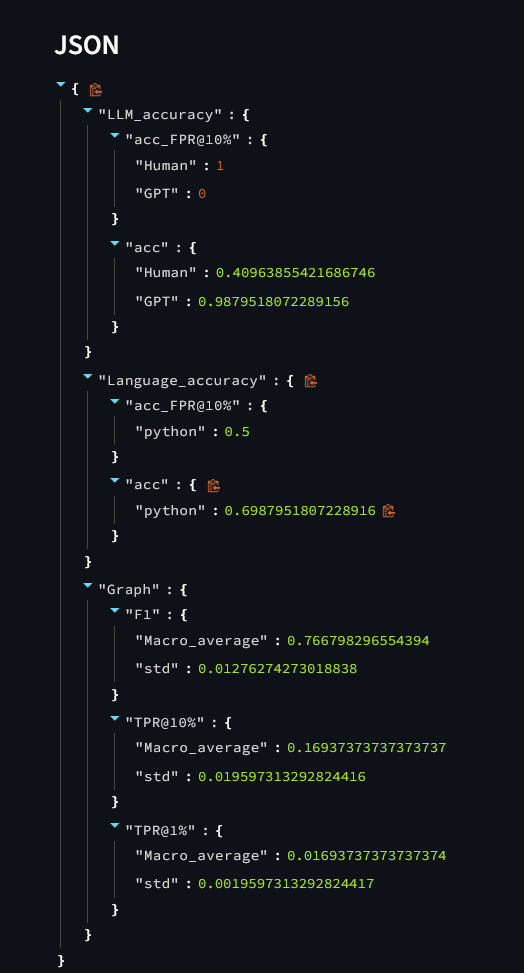 JSON
{
"LLM_accuracy" : {
"acc_FPR@10%" : {
"Human" : 1
"GPT" : 0
}
"acc" : {
"Human" : 0.40963855421686746
"GPT" : 0.9879518072289156
}
}
"Language_accuracy" : {
"acc_FPR@10%" : {
"python" : 0.5
}
"acc" : {
"python" : 0.6987951807228916
}
}
"Graph" : {
"F1" : {
"Macro_average" : 0.766798296554394
"std" : 0.01276274273018838
}
"TPR@10%" : {
"Macro_average" : 0.16937373737373737
"std" : 0.019597313292824416
}
"TPR@1%" : {
"Macro_average" : 0.01693737373737374
"std" : 0.0019597313292824417
}
}
}